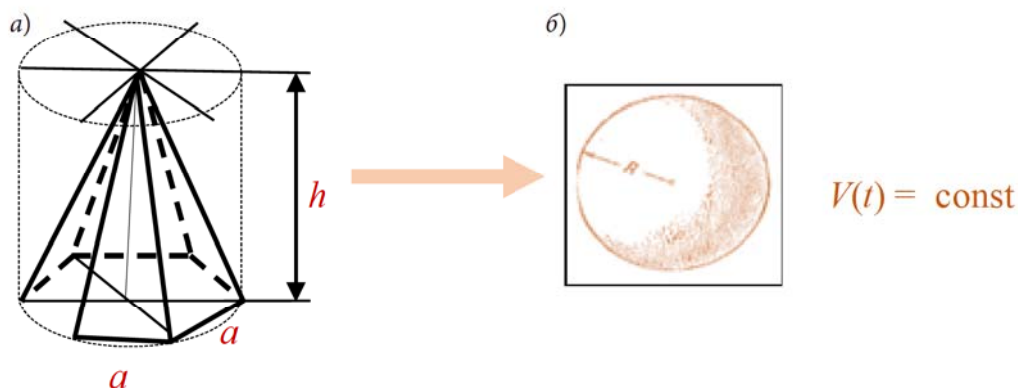 а)
h
a
a
б)
R
V(t) = const